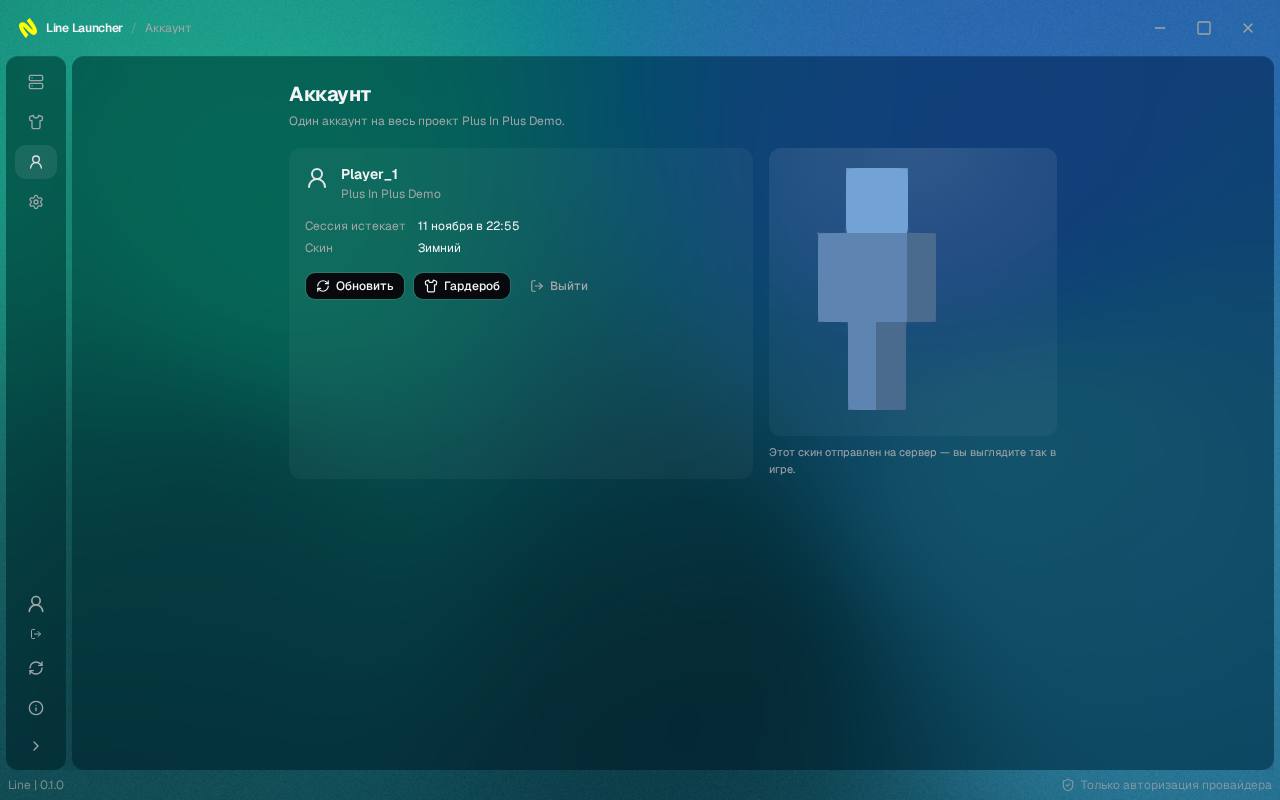 Line Launcher / Аккаунт
Аккаунт
Один аккаунт на весь проект Plus In Plus Demo.
Player_1
Plus In Plus Demo
Сессия истекает 11 ноября в 22:55
Скин Зимний
Обновить Гардероб Выйти
Этот скин отправлен на сервер — вы выглядите так в
игре.
Line | 0.1.0
Только авторизация провайдера